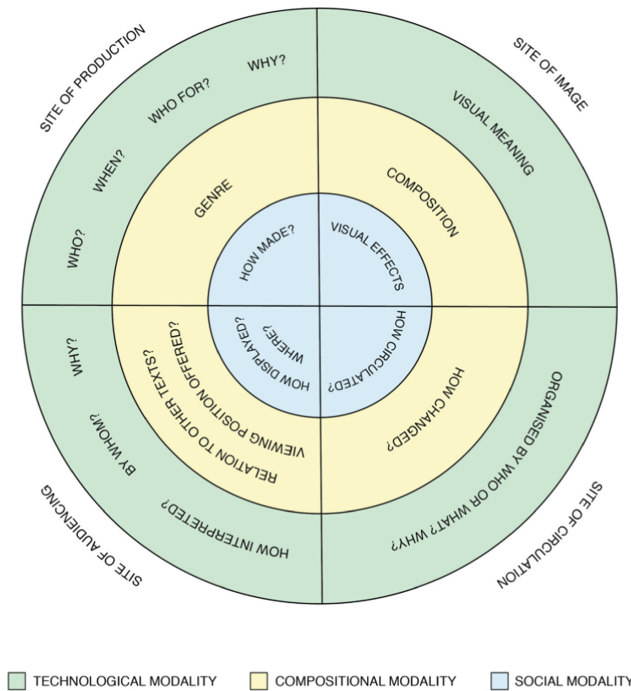 SITE OF PRODUCTION
WHO?
WHEN?
WHO FOR?
WHY?
GENRE
HOW MADE?
SITE OF IMAGE
VISUAL MEANING
COMPOSITION
VISUAL EFFECTS
SITE OF CIRCULATION
ORGANISED BY WHO OR WHAT? WHY?
HOW CHANGED?
HOW CIRCULATED?
SITE OF AUDIENCING
WHY?
BY WHOM?
HOW INTERPRETED?
RELATION TO OTHER TEXTS?
VIEWING POSITION OFFERED?
HOW DISPLAYED?
WHERE?
TECHNOLOGICAL MODALITY
COMPOSITIONAL MODALITY
SOCIAL MODALITY